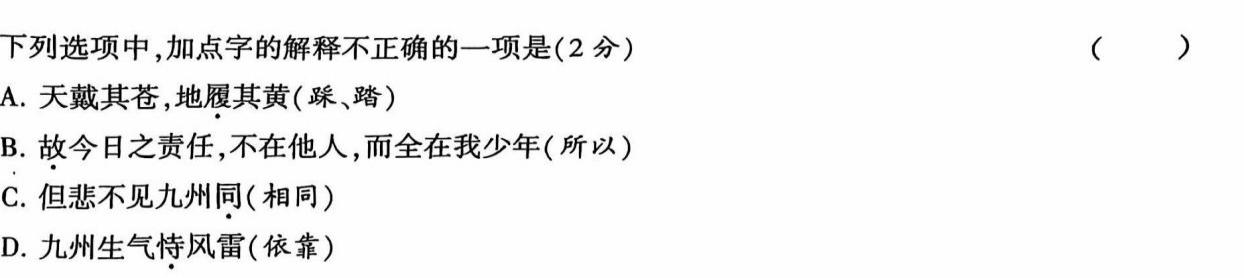 下列选项中,加点字的解释不正确的一项是(2 分) (  )
A. 天戴其苍,地履其黄(踩、踏)
B. 故今日之责任,不在他人,而全在我少年(所以)
C. 但悲不见九州同(相同)
D. 九州生气恃风雷(依靠)